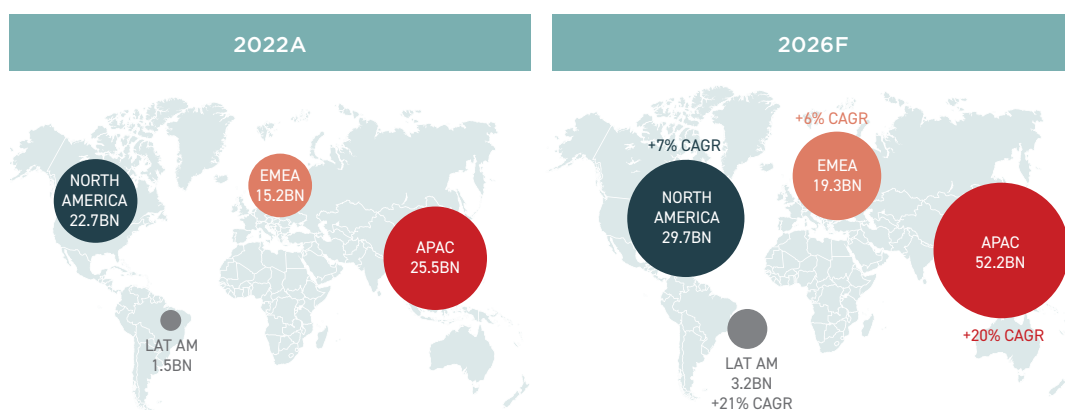 2022A
NORTH
AMERICA
22.7BN
EMEA
15.2BN
APAC
25.5BN
LAT AM
1.5BN
2026F
+7% CAGR
NORTH
AMERICA
29.7BN
+6% CAGR
EMEA
19.3BN
APAC
52.2BN
+20% CAGR
LAT AM
3.2BN
+21% CAGR